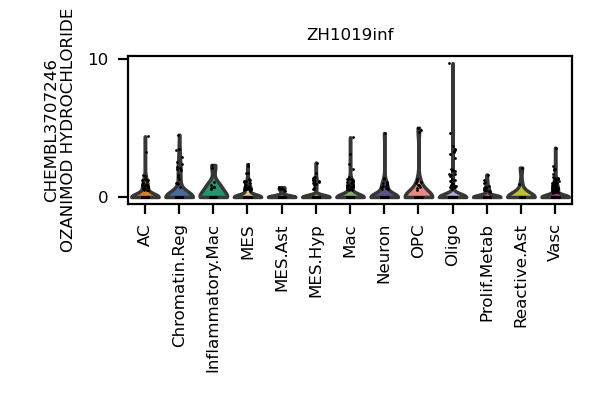 ZH1019inf
CHEMBL3707246
OZANIMOD HYDROCHLORIDE
10
0
AC
Chromatin.Reg
Inflammatory.Mac
MES
MES.Ast
MES.Hyp
Mac
Neuron
OPC
Oligo
Prolif.Metab
Reactive.Ast
Vasc